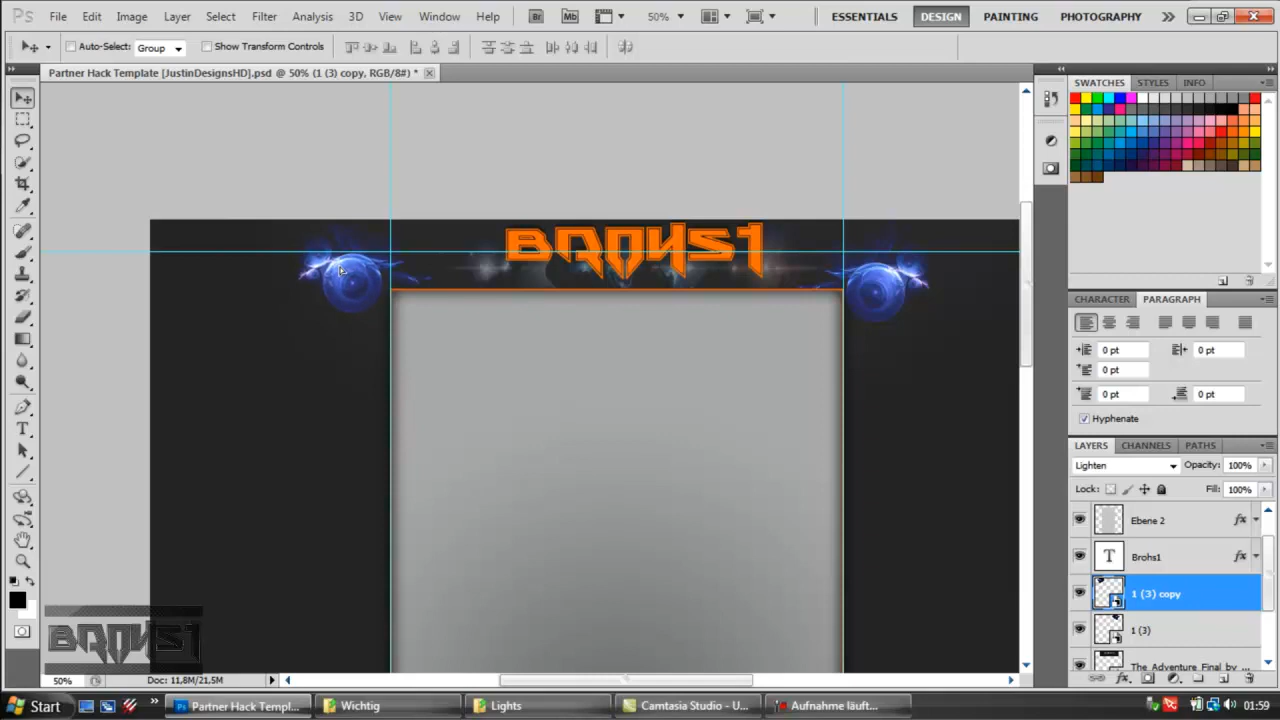 Ps File Edit Image Layer Select Filter Analysis 3D View Window Help Br Mb 50% ESSENTIALS DESIGN PAINTING PHOTOGRAPHY
Auto-Select: Group Show Transform Controls
Partner Hack Template [JustinDesignsHD].psd @ 50% (1 (3) copy, RGB/8#) *
SWATCHES STYLES INFO
BROHS1
CHARACTER PARAGRAPH
0 pt 0 pt
0 pt
0 pt 0 pt
Hyphenate
LAYERS CHANNELS PATHS
Lighten Opacity: 100%
Lock: Fill: 100%
Ebene 2 fx
T Brohs1 fx
1 (3) copy
1 (3)
The Adventure Final by ...
BROHS1
50% Doc: 11,8M/21,5M
Start Partner Hack Templ... Wichtig Lights Camtasia Studio - U... Aufnahme läuft... 01:59